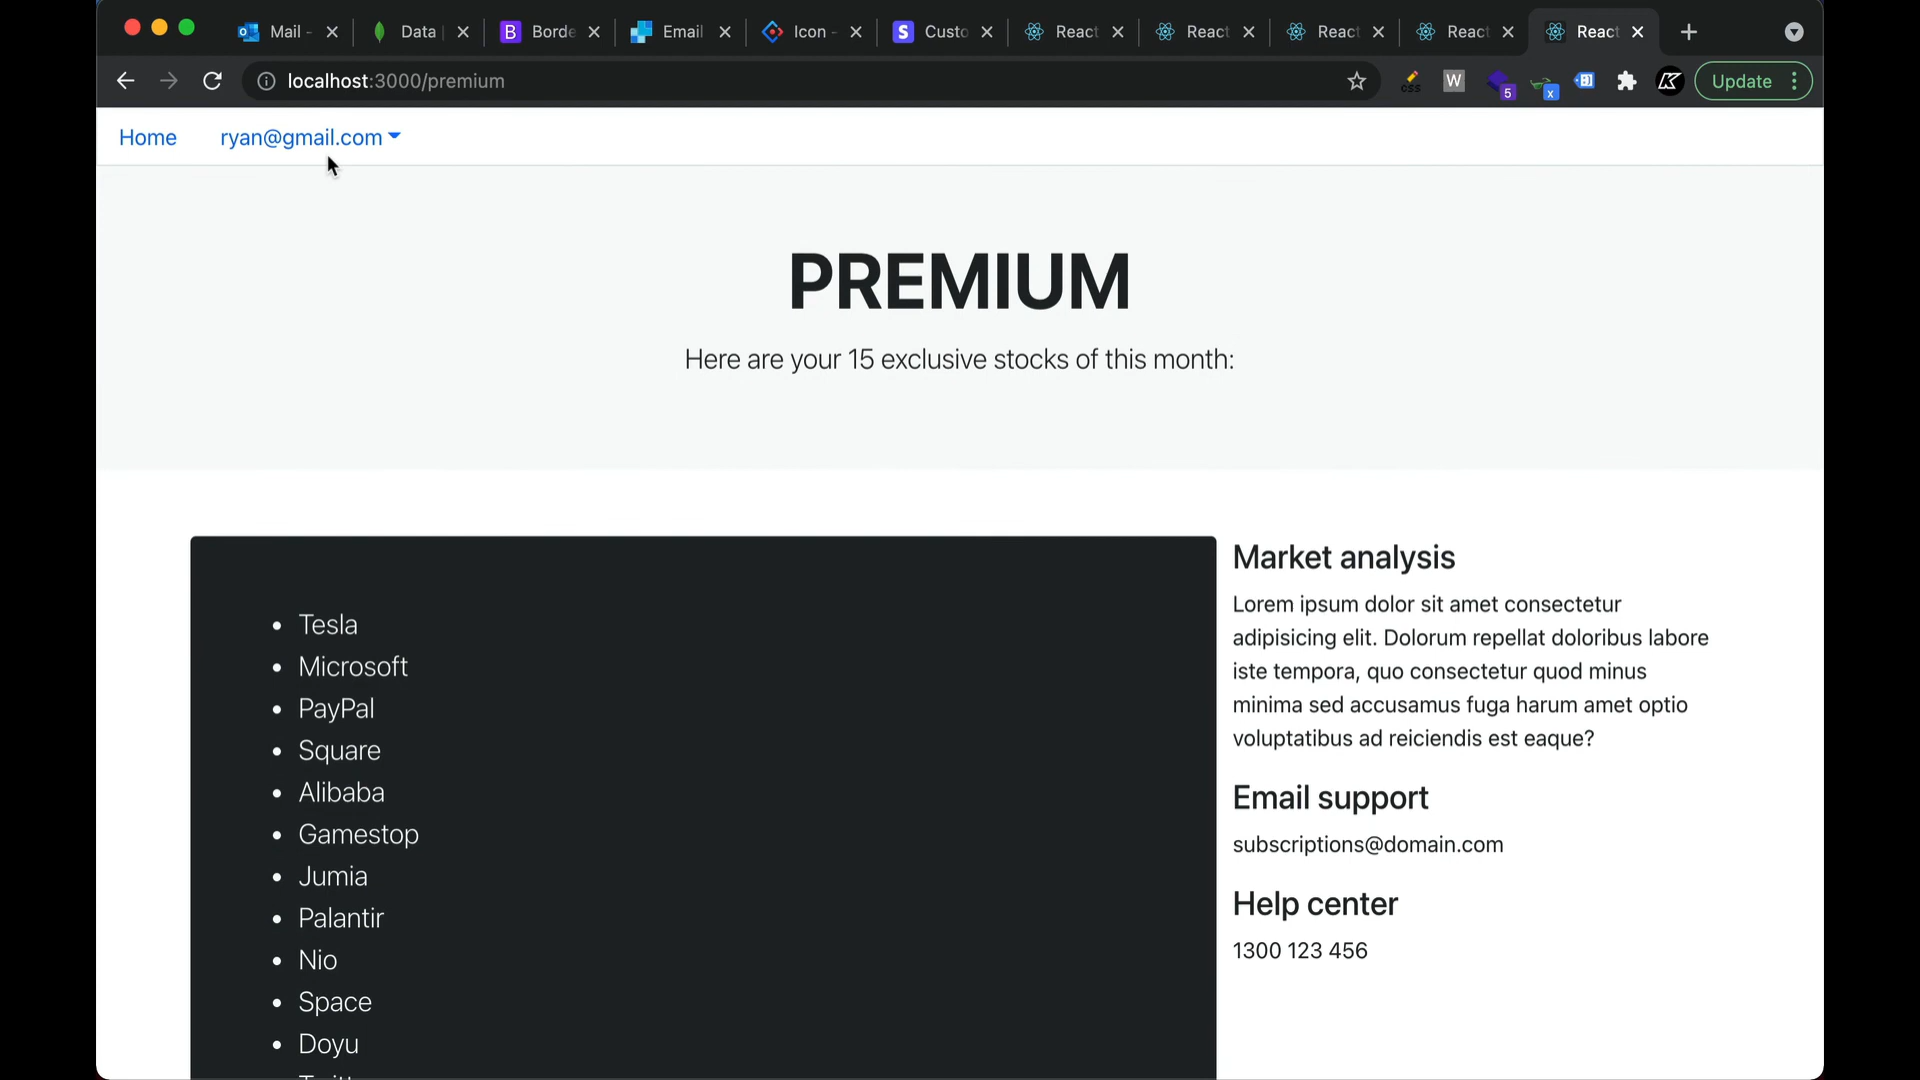 Mail -
Data
Borde
Email
Icon -
Custo
React
React
React
React
React
localhost:3000/premium
css
W
5
x
Update
Home
ryan@gmail.com
PREMIUM
Here are your 15 exclusive stocks of this month:
Tesla
Microsoft
PayPal
Square
Alibaba
Gamestop
Jumia
Palantir
Nio
Space
Doyu
Market analysis
Lorem ipsum dolor sit amet consectetur
adipisicing elit. Dolorum repellat doloribus labore
iste tempora, quo consectetur quod minus
minima sed accusamus fuga harum amet optio
voluptatibus ad reiciendis est eaque?
Email support
subscriptions@domain.com
Help center
1300 123 456